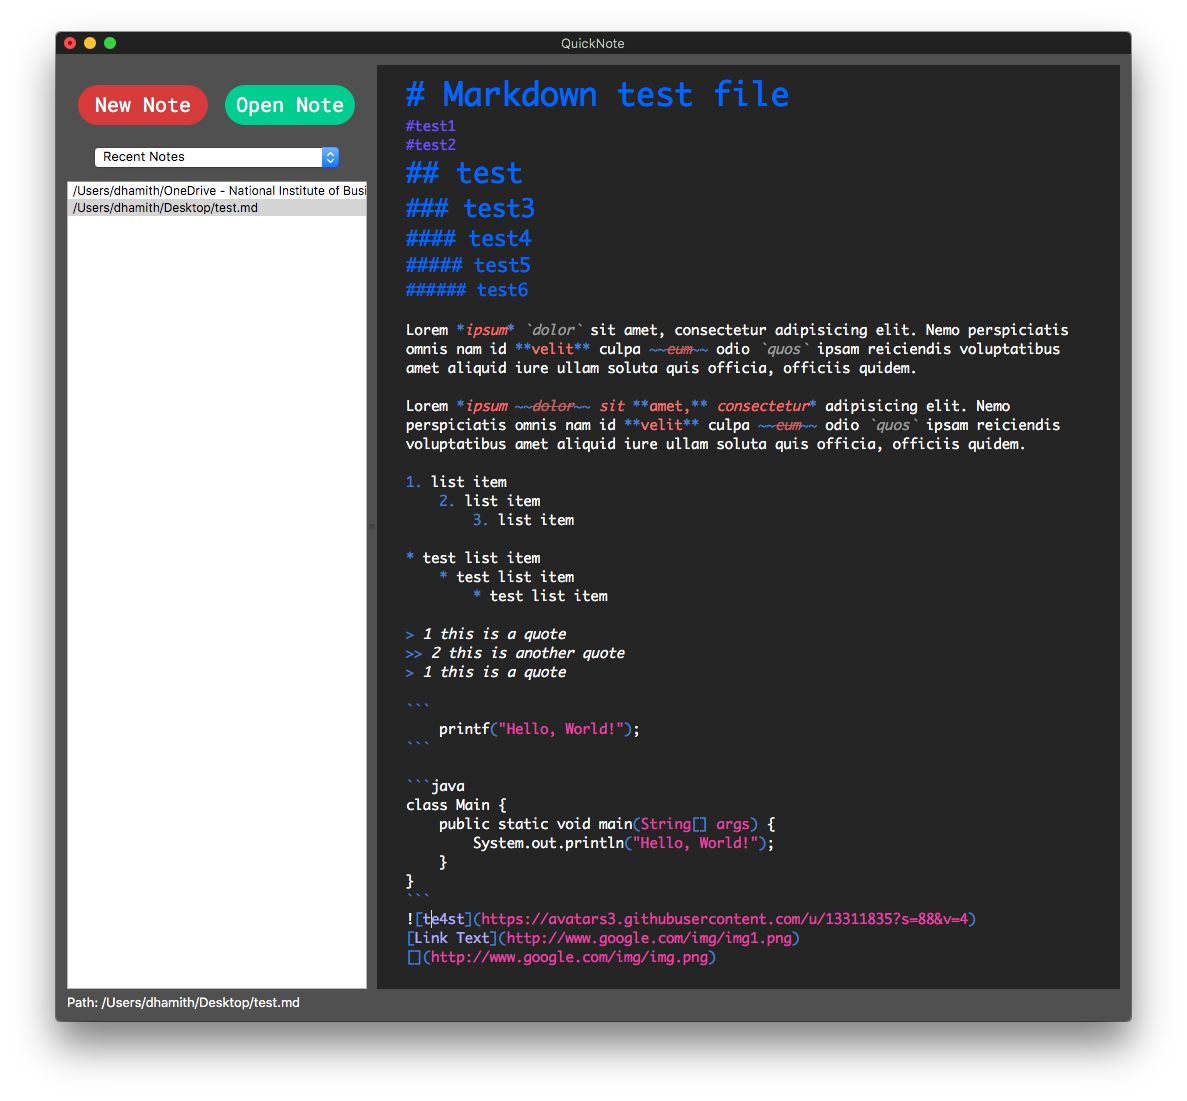 QuickNote
New Note
Open Note
Recent Notes
/Users/dhamith/OneDrive - National Institute of Busi
/Users/dhamith/Desktop/test.md
# Markdown test file
#test1
#test2
## test
### test3
#### test4
##### test5
###### test6
Lorem *ipsum* `dolor` sit amet, consectetur adipisicing elit. Nemo perspiciatis
omnis nam id **velit** culpa ~~eum~~ odio `quos` ipsam reiciendis voluptatibus
amet aliquid iure ullam soluta quis officia, officiis quidem.
Lorem *ipsum ~~dolor~~ sit **amet,** consectetur* adipisicing elit. Nemo
perspiciatis omnis nam id **velit** culpa ~~eum~~ odio `quos` ipsam reiciendis
voluptatibus amet aliquid iure ullam soluta quis officia, officiis quidem.
1. list item
    2. list item
        3. list item
* test list item
    * test list item
        * test list item
> 1 this is a quote
>> 2 this is another quote
> 1 this is a quote
```
    printf("Hello, World!");
```
```java
class Main {
    public static void main(String[] args) {
        System.out.println("Hello, World!");
    }
}
```
![te4st](https://avatars3.githubusercontent.com/u/13311835?s=88&v=4)
[Link Text](http://www.google.com/img/img1.png)
[](http://www.google.com/img/img.png)
Path: /Users/dhamith/Desktop/test.md